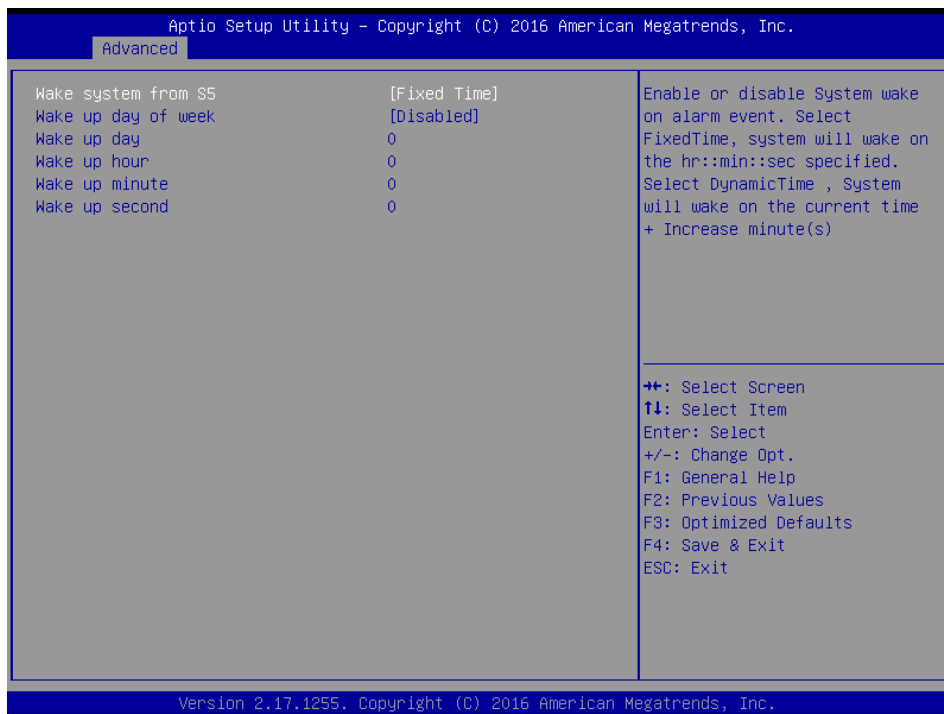 Aptio Setup Utility – Copyright (C) 2016 American Megatrends, Inc.
Advanced
Wake system from S5 [Fixed Time]
Wake up day of week [Disabled]
Wake up day 0
Wake up hour 0
Wake up minute 0
Wake up second 0
Enable or disable System wake
on alarm event. Select
FixedTime, system will wake on
the hr::min::sec specified.
Select DynamicTime , System
will wake on the current time
+ Increase minute(s)
→←: Select Screen
↑↓: Select Item
Enter: Select
+/-: Change Opt.
F1: General Help
F2: Previous Values
F3: Optimized Defaults
F4: Save & Exit
ESC: Exit
Version 2.17.1255. Copyright (C) 2016 American Megatrends, Inc.